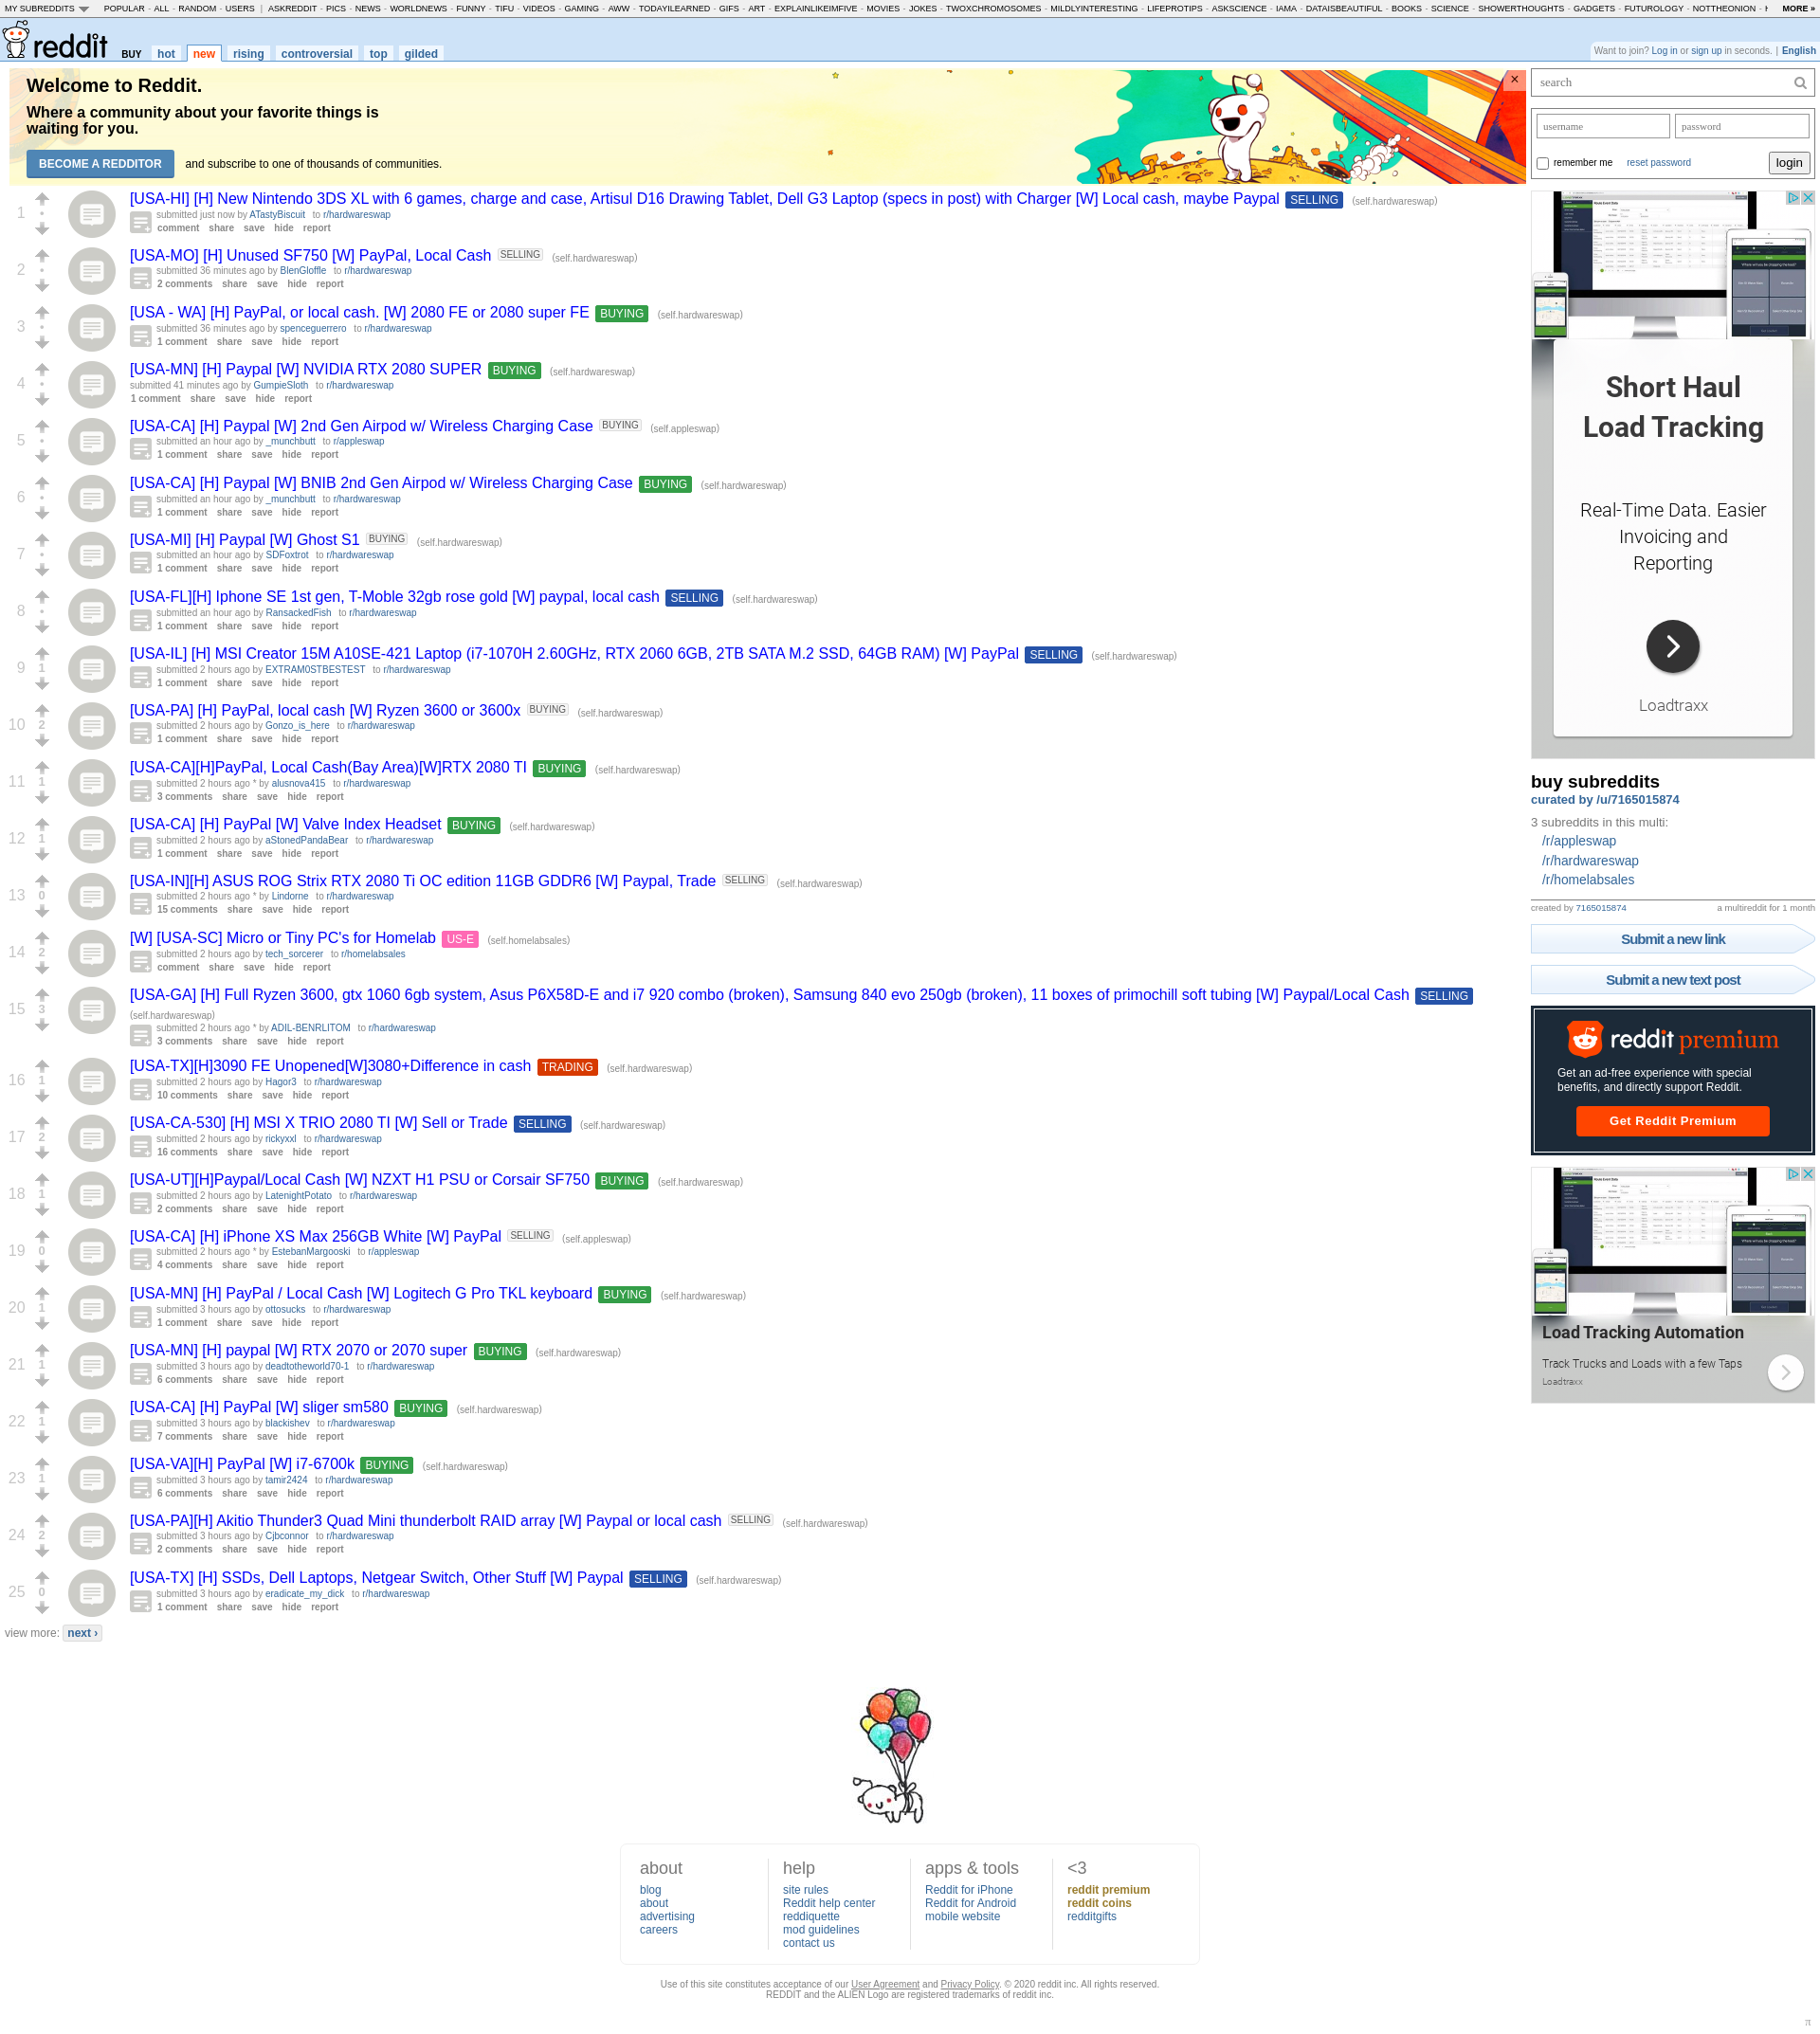 MY SUBREDDITS POPULAR - ALL - RANDOM - USERS | ASKREDDIT - PICS - NEWS - WORLDNEWS - FUNNY - TIFU - VIDEOS - GAMING - AWW - TODAYILEARNED - GIFS - ART - EXPLAINLIKEIMFIVE - MOVIES - JOKES - TWOXCHROMOSOMES - MILDLYINTERESTING - LIFEPROTIPS - ASKSCIENCE - IAMA - DATAISBEAUTIFUL - BOOKS - SCIENCE - SHOWERTHOUGHTS - GADGETS - FUTUROLOGY - NOTTHEONION - MORE »
reddit BUY hot new rising controversial top gilded
Want to join? Log in or sign up in seconds. | English
Welcome to Reddit.
Where a community about your favorite things is
waiting for you.
BECOME A REDDITOR and subscribe to one of thousands of communities.
1
[USA-HI] [H] New Nintendo 3DS XL with 6 games, charge and case, Artisul D16 Drawing Tablet, Dell G3 Laptop (specs in post) with Charger [W] Local cash, maybe Paypal SELLING (self.hardwareswap)
submitted just now by ATastyBiscuit to r/hardwareswap
comment share save hide report
2
[USA-MO] [H] Unused SF750 [W] PayPal, Local Cash SELLING (self.hardwareswap)
submitted 36 minutes ago by BlenGloffle to r/hardwareswap
2 comments share save hide report
3
[USA - WA] [H] PayPal, or local cash. [W] 2080 FE or 2080 super FE BUYING (self.hardwareswap)
submitted 36 minutes ago by spenceguerrero to r/hardwareswap
1 comment share save hide report
4
[USA-MN] [H] Paypal [W] NVIDIA RTX 2080 SUPER BUYING (self.hardwareswap)
submitted 41 minutes ago by GumpieSloth to r/hardwareswap
1 comment share save hide report
5
[USA-CA] [H] Paypal [W] 2nd Gen Airpod w/ Wireless Charging Case BUYING (self.appleswap)
submitted an hour ago by _munchbutt to r/appleswap
1 comment share save hide report
6
[USA-CA] [H] Paypal [W] BNIB 2nd Gen Airpod w/ Wireless Charging Case BUYING (self.hardwareswap)
submitted an hour ago by _munchbutt to r/hardwareswap
1 comment share save hide report
7
[USA-MI] [H] Paypal [W] Ghost S1 BUYING (self.hardwareswap)
submitted an hour ago by SDFoxtrot to r/hardwareswap
1 comment share save hide report
8
[USA-FL][H] Iphone SE 1st gen, T-Moble 32gb rose gold [W] paypal, local cash SELLING (self.hardwareswap)
submitted an hour ago by RansackedFish to r/hardwareswap
1 comment share save hide report
9 1
[USA-IL] [H] MSI Creator 15M A10SE-421 Laptop (i7-1070H 2.60GHz, RTX 2060 6GB, 2TB SATA M.2 SSD, 64GB RAM) [W] PayPal SELLING (self.hardwareswap)
submitted 2 hours ago by EXTRAM0STBESTEST to r/hardwareswap
1 comment share save hide report
10 2
[USA-PA] [H] PayPal, local cash [W] Ryzen 3600 or 3600x BUYING (self.hardwareswap)
submitted 2 hours ago by Gonzo_is_here to r/hardwareswap
1 comment share save hide report
11 1
[USA-CA][H]PayPal, Local Cash(Bay Area)[W]RTX 2080 TI BUYING (self.hardwareswap)
submitted 2 hours ago * by alusnova415 to r/hardwareswap
3 comments share save hide report
12 1
[USA-CA] [H] PayPal [W] Valve Index Headset BUYING (self.hardwareswap)
submitted 2 hours ago by aStonedPandaBear to r/hardwareswap
1 comment share save hide report
13 0
[USA-IN][H] ASUS ROG Strix RTX 2080 Ti OC edition 11GB GDDR6 [W] Paypal, Trade SELLING (self.hardwareswap)
submitted 2 hours ago * by Lindorne to r/hardwareswap
15 comments share save hide report
14 2
[W] [USA-SC] Micro or Tiny PC's for Homelab US-E (self.homelabsales)
submitted 2 hours ago by tech_sorcerer to r/homelabsales
comment share save hide report
15 3
[USA-GA] [H] Full Ryzen 3600, gtx 1060 6gb system, Asus P6X58D-E and i7 920 combo (broken), Samsung 840 evo 250gb (broken), 11 boxes of primochill soft tubing [W] Paypal/Local Cash SELLING
(self.hardwareswap)
submitted 2 hours ago * by ADIL-BENRLITOM to r/hardwareswap
3 comments share save hide report
16 1
[USA-TX][H]3090 FE Unopened[W]3080+Difference in cash TRADING (self.hardwareswap)
submitted 2 hours ago by Hagor3 to r/hardwareswap
10 comments share save hide report
17 2
[USA-CA-530] [H] MSI X TRIO 2080 TI [W] Sell or Trade SELLING (self.hardwareswap)
submitted 2 hours ago by rickyxxl to r/hardwareswap
16 comments share save hide report
18 1
[USA-UT][H]Paypal/Local Cash [W] NZXT H1 PSU or Corsair SF750 BUYING (self.hardwareswap)
submitted 2 hours ago by LatenightPotato to r/hardwareswap
2 comments share save hide report
19 0
[USA-CA] [H] iPhone XS Max 256GB White [W] PayPal SELLING (self.appleswap)
submitted 2 hours ago * by EstebanMargooski to r/appleswap
4 comments share save hide report
20 1
[USA-MN] [H] PayPal / Local Cash [W] Logitech G Pro TKL keyboard BUYING (self.hardwareswap)
submitted 3 hours ago by ottosucks to r/hardwareswap
1 comment share save hide report
21 1
[USA-MN] [H] paypal [W] RTX 2070 or 2070 super BUYING (self.hardwareswap)
submitted 3 hours ago by deadtotheworld70-1 to r/hardwareswap
6 comments share save hide report
22 1
[USA-CA] [H] PayPal [W] sliger sm580 BUYING (self.hardwareswap)
submitted 3 hours ago by blackishev to r/hardwareswap
7 comments share save hide report
23 1
[USA-VA][H] PayPal [W] i7-6700k BUYING (self.hardwareswap)
submitted 3 hours ago by tamir2424 to r/hardwareswap
6 comments share save hide report
24 2
[USA-PA][H] Akitio Thunder3 Quad Mini thunderbolt RAID array [W] Paypal or local cash SELLING (self.hardwareswap)
submitted 3 hours ago by Cjbconnor to r/hardwareswap
2 comments share save hide report
25 0
[USA-TX] [H] SSDs, Dell Laptops, Netgear Switch, Other Stuff [W] Paypal SELLING (self.hardwareswap)
submitted 3 hours ago by eradicate_my_dick to r/hardwareswap
1 comment share save hide report
view more: next ›
search
username password
remember me reset password login
Short Haul
Load Tracking
Real-Time Data. Easier
Invoicing and
Reporting
Loadtraxx
buy subreddits
curated by /u/7165015874
3 subreddits in this multi:
/r/appleswap
/r/hardwareswap
/r/homelabsales
created by 7165015874 a multireddit for 1 month
Submit a new link
Submit a new text post
reddit premium
Get an ad-free experience with special
benefits, and directly support Reddit.
Get Reddit Premium
Load Tracking Automation
Track Trucks and Loads with a few Taps
Loadtraxx
about
blog
about
advertising
careers
help
site rules
Reddit help center
reddiquette
mod guidelines
contact us
apps & tools
Reddit for iPhone
Reddit for Android
mobile website
<3
reddit premium
reddit coins
redditgifts
Use of this site constitutes acceptance of our User Agreement and Privacy Policy. © 2020 reddit inc. All rights reserved.
REDDIT and the ALIEN Logo are registered trademarks of reddit inc.
π